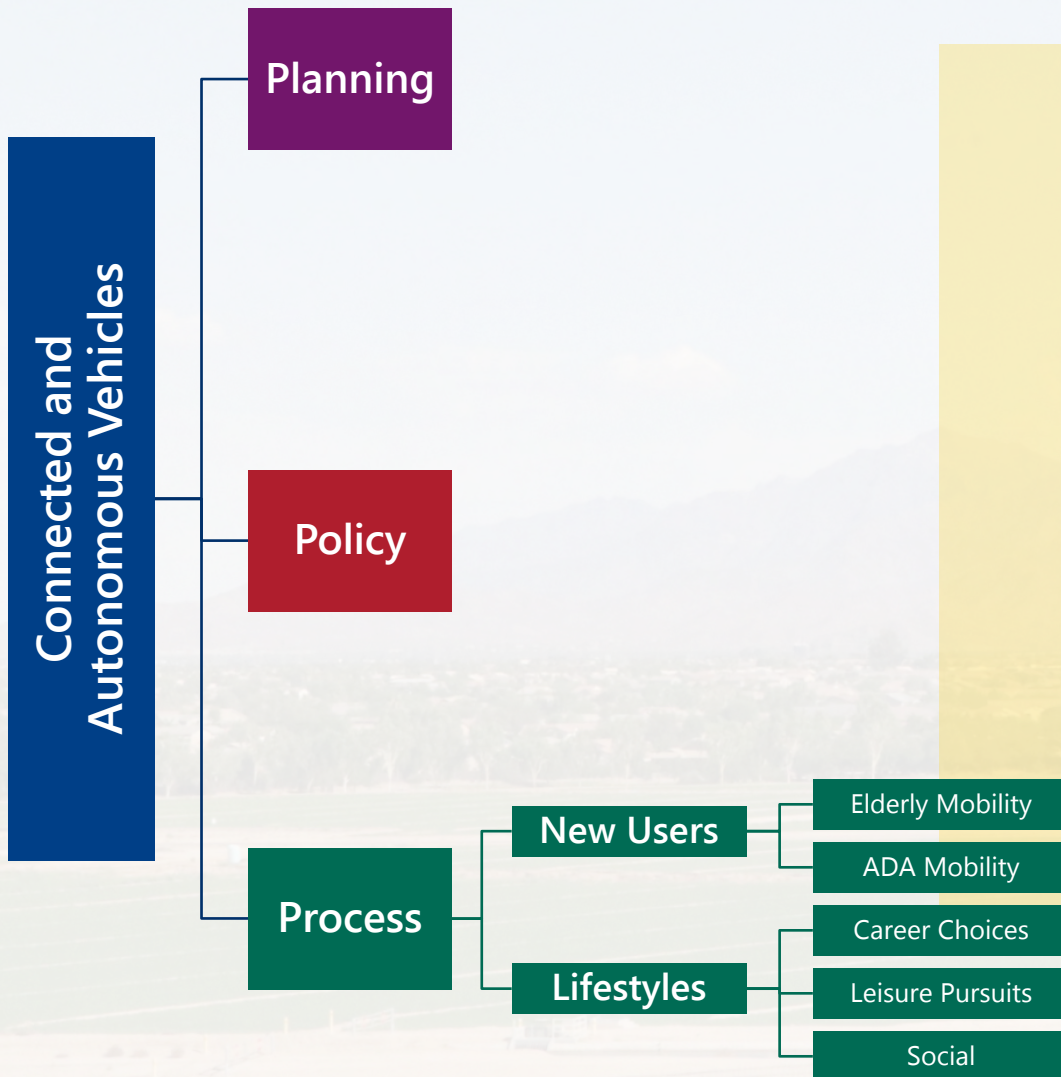 Connected and
Autonomous Vehicles
Planning
Policy
Process
New Users
Elderly Mobility
ADA Mobility
Lifestyles
Career Choices
Leisure Pursuits
Social